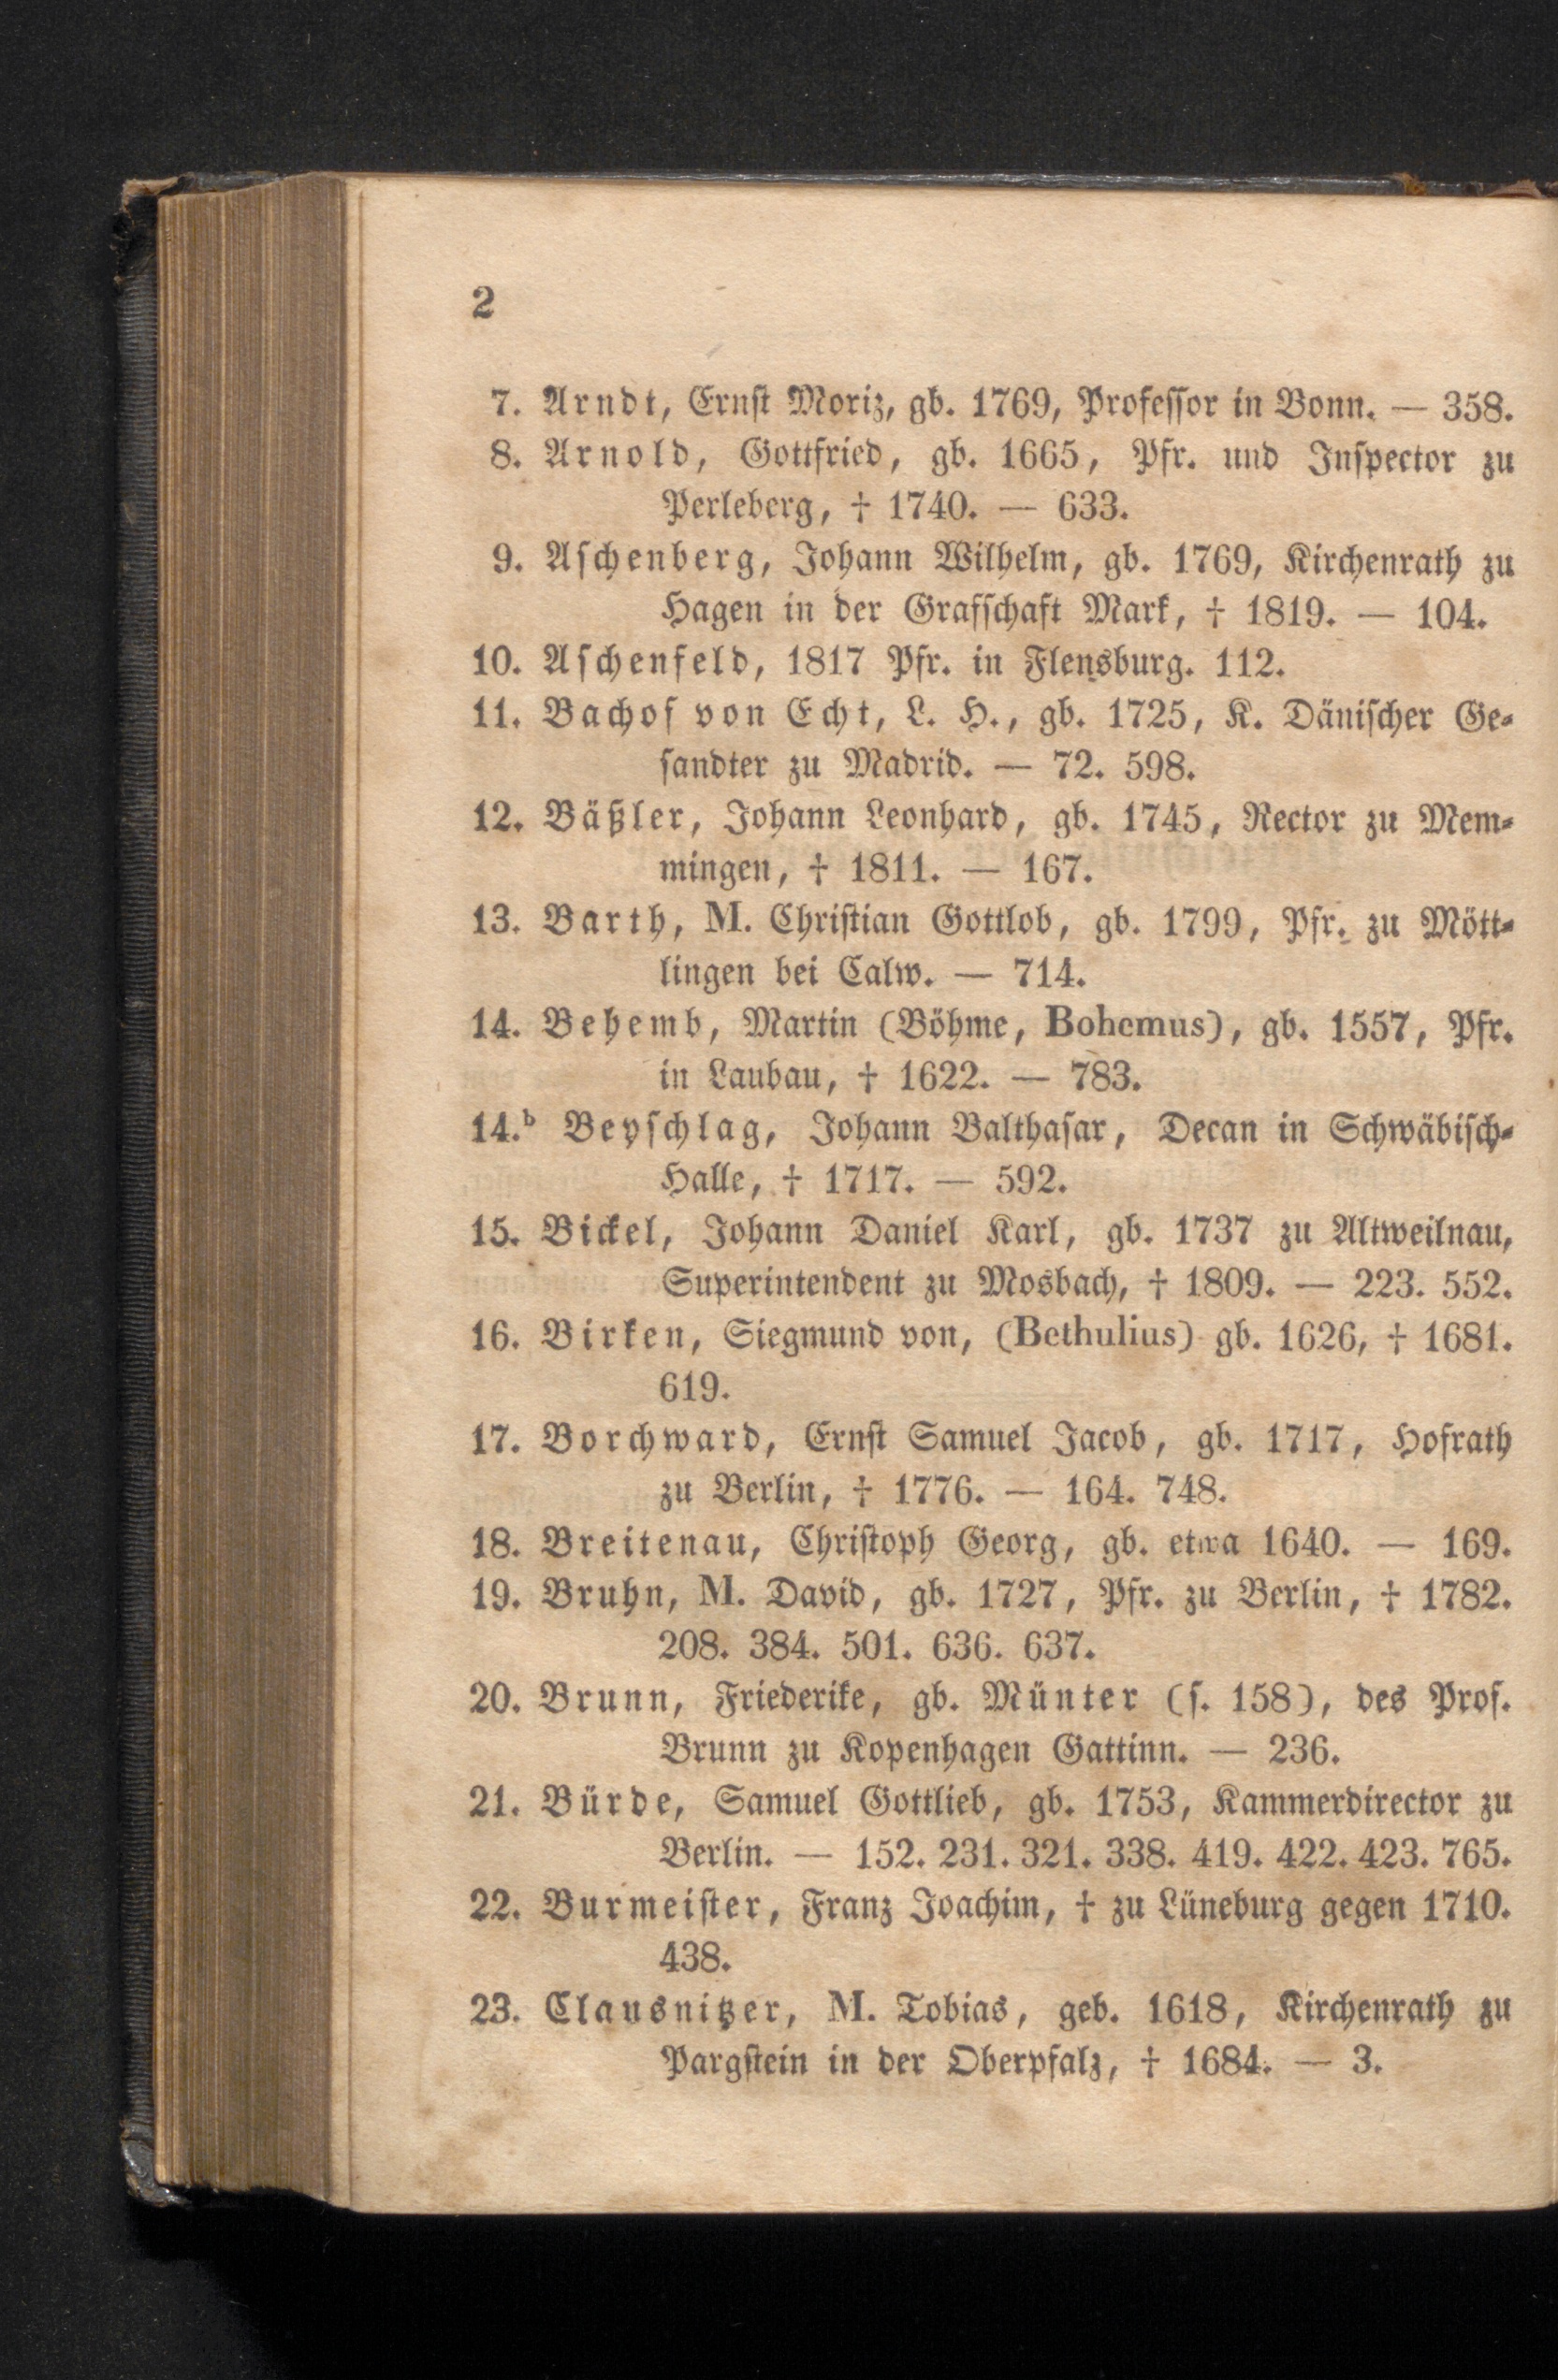 2
7. Arndt, Ernst Moriz, gb. 1769, Professor in Bonn. — 358.
8. Arnold, Gottfried, gb. 1665, Pfr. und Inspector zu
Perleberg, † 1740. — 633.
9. Aschenberg, Johann Wilhelm, gb. 1769, Kirchenrath zu
Hagen in der Grafschaft Mark, † 1819. — 104.
10. Aschenfeld, 1817 Pfr. in Flensburg. 112.
11. Bachof von Echt, L. H., gb. 1725, K. Dänischer Ge-
sandter zu Madrid. — 72. 598.
12. Bäßler, Johann Leonhard, gb. 1745, Rector zu Mem-
mingen, † 1811. — 167.
13. Barth, M. Christian Gottlob, gb. 1799, Pfr. zu Mött-
lingen bei Calw. — 714.
14. Behemb, Martin (Böhme, Bohemus), gb. 1557, Pfr.
in Laubau, † 1622. — 783.
14.b Beyschlag, Johann Balthasar, Decan in Schwäbisch-
Halle, † 1717. — 592.
15. Bickel, Johann Daniel Karl, gb. 1737 zu Altweilnau,
Superintendent zu Mosbach, † 1809. — 223. 552.
16. Birken, Siegmund von, (Bethulius) gb. 1626, † 1681.
619.
17. Borchward, Ernst Samuel Jacob, gb. 1717, Hofrath
zu Berlin, † 1776. — 164. 748.
18. Breitenau, Christoph Georg, gb. etwa 1640. — 169.
19. Bruhn, M. David, gb. 1727, Pfr. zu Berlin, † 1782.
208. 384. 501. 636. 637.
20. Brunn, Friederike, gb. Münter (s. 158), des Prof.
Brunn zu Kopenhagen Gattinn. — 236.
21. Bürde, Samuel Gottlieb, gb. 1753, Kammerdirector zu
Berlin. — 152. 231. 321. 338. 419. 422. 423. 765.
22. Burmeister, Franz Joachim, † zu Lüneburg gegen 1710.
438.
23. Clausnitzer, M. Tobias, geb. 1618, Kirchenrath zu
Pargstein in der Oberpfalz, † 1684. — 3.